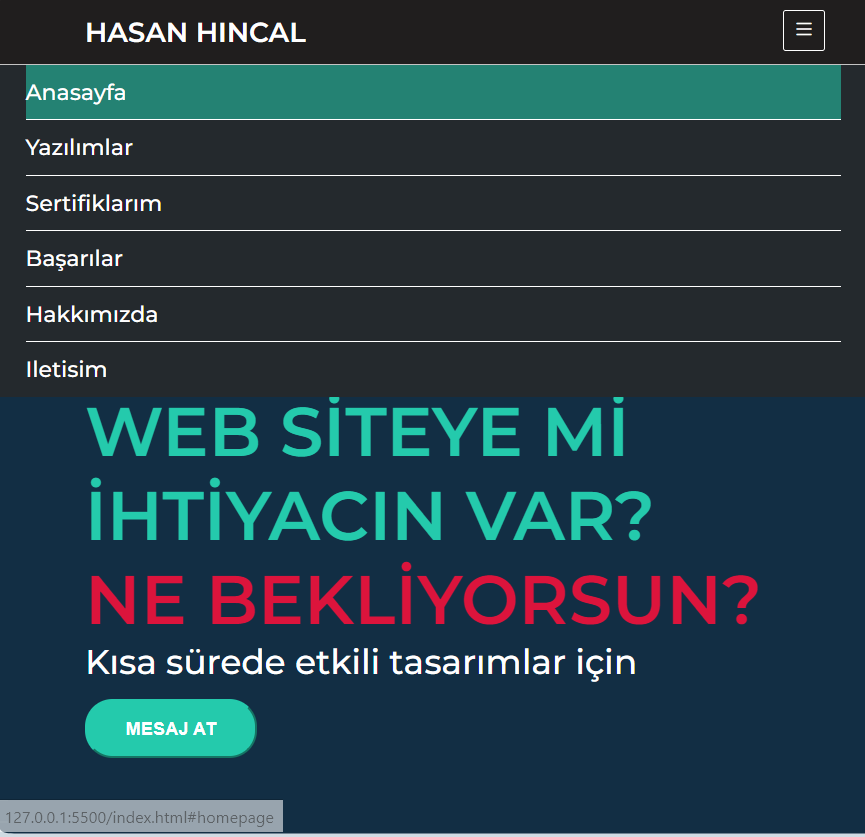 HASAN HINCAL
Anasayfa
Yazılımlar
Sertifiklarım
Başarılar
Hakkımızda
Iletisim
WEB SİTEYE Mİ
İHTİYACIN VAR?
NE BEKLİYORSUN?
Kısa sürede etkili tasarımlar için
MESAJ AT
127.0.0.1:5500/index.html#homepage